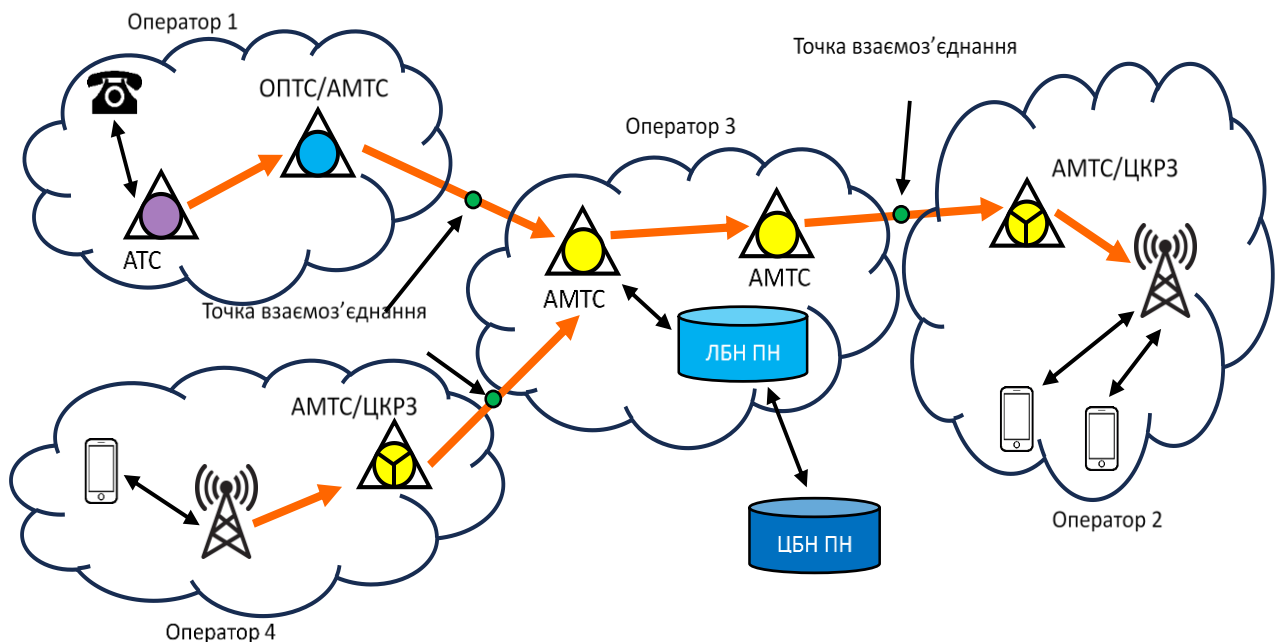 Оператор 1
Точка взаємоз’єднання
ОПТС/АМТС
Оператор 3
АМТС/ЦКРЗ
АТС
АМТС
АМТС
Точка взаємоз’єднання
ЛБН ПН
АМТС/ЦКРЗ
Оператор 2
ЦБН ПН
Оператор 4